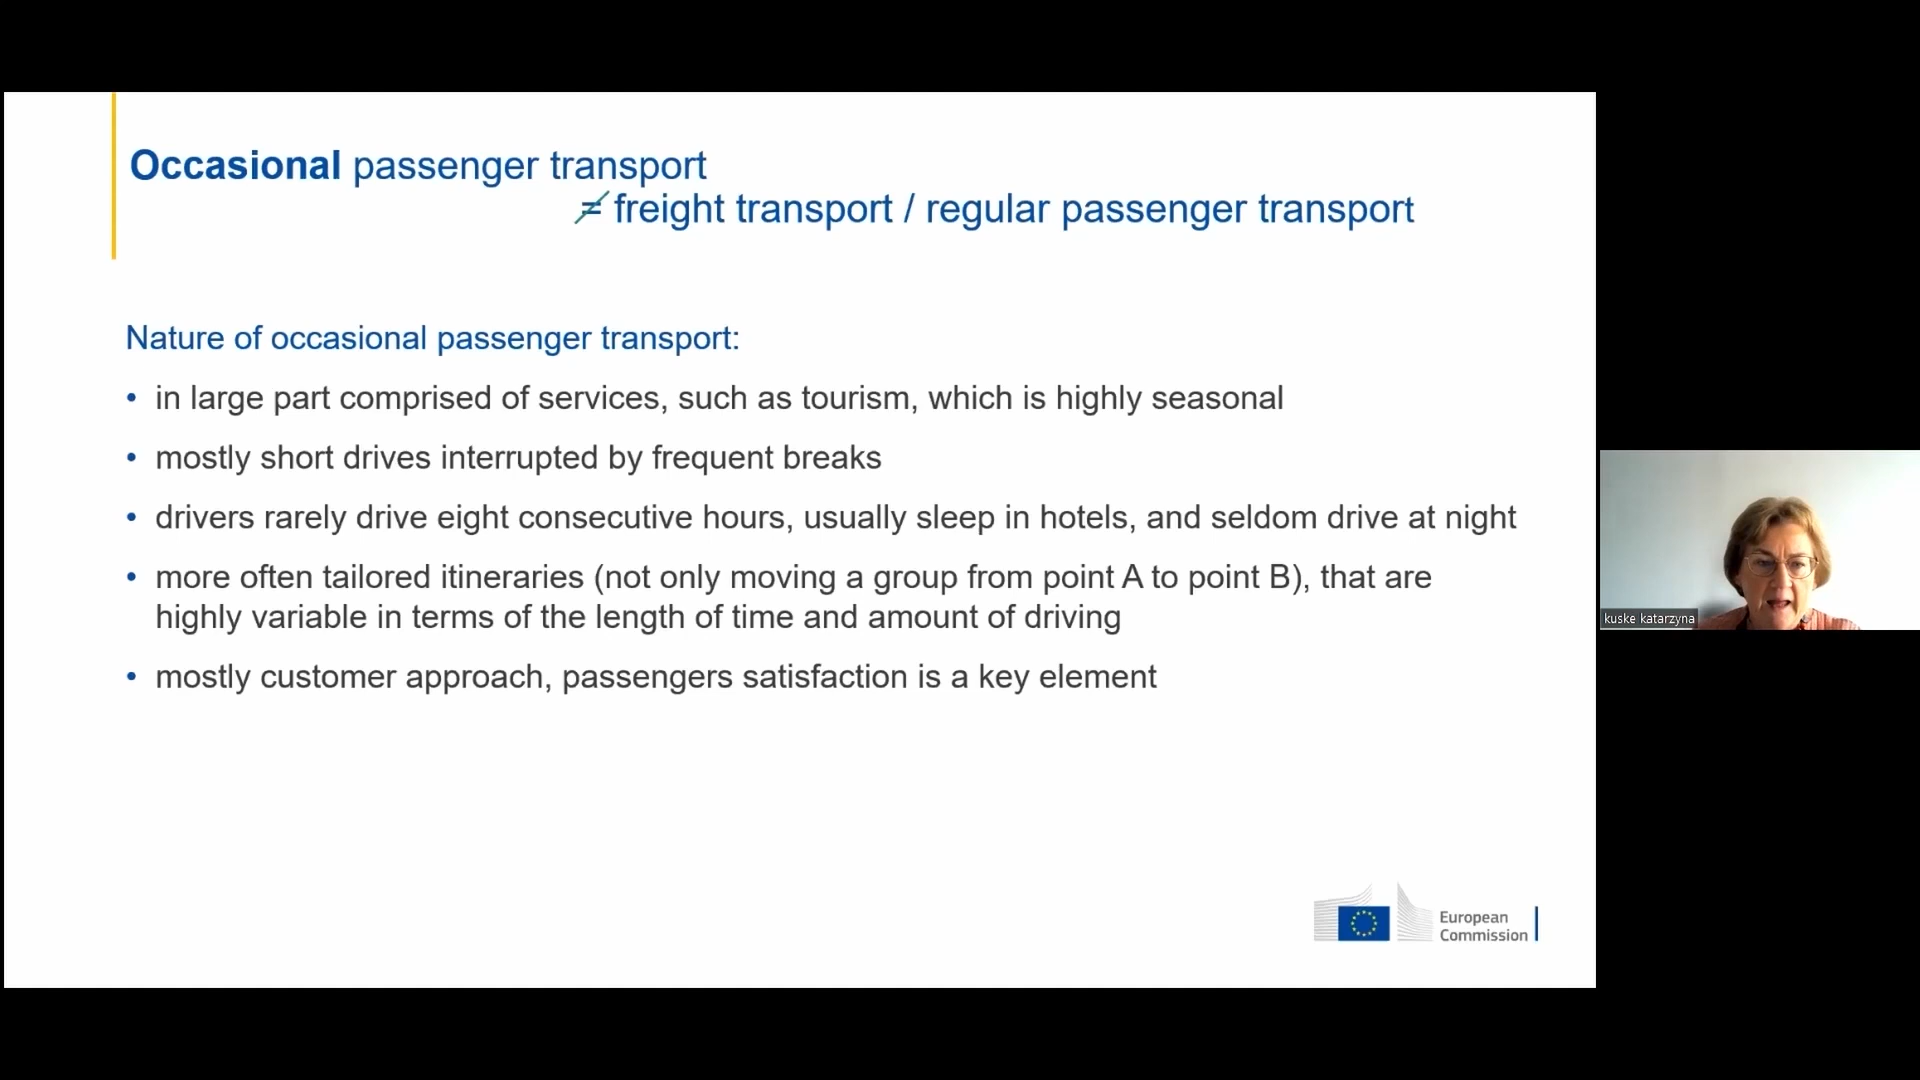 Occasional passenger transport
≠ freight transport / regular passenger transport
Nature of occasional passenger transport:
• in large part comprised of services, such as tourism, which is highly seasonal
• mostly short drives interrupted by frequent breaks
• drivers rarely drive eight consecutive hours, usually sleep in hotels, and seldom drive at night
• more often tailored itineraries (not only moving a group from point A to point B), that are
highly variable in terms of the length of time and amount of driving
• mostly customer approach, passengers satisfaction is a key element
kuske katarzyna
European
Commission